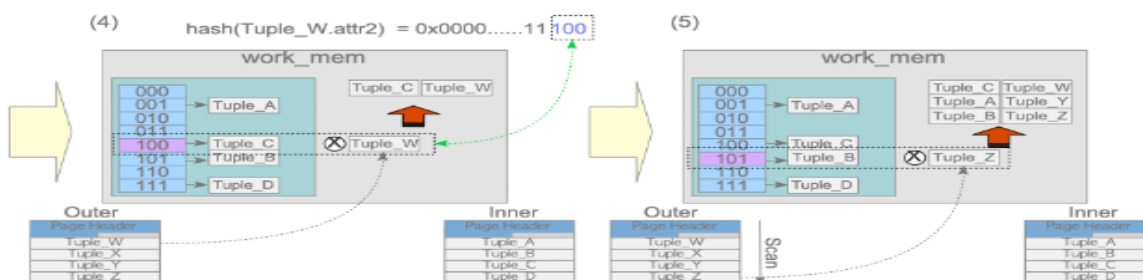 (4)
hash(Tuple_W.attr2) = 0x0000......11 100
work_mem
000
001
010
011
100
101
110
111
Tuple_A
Tuple_C
Tuple_B
Tuple_D
Tuple_C Tuple_W
X Tuple_W
Outer
Page Header
Tuple_W
Tuple_X
Tuple_Y
Tuple_Z
Inner
Page Header
Tuple_A
Tuple_B
Tuple_C
Tuple_D
(5)
work_mem
000
001
010
011
100
101
110
111
Tuple_A
Tuple_C
Tuple_B
Tuple_D
Tuple_C Tuple_W
Tuple_A Tuple_Y
Tuple_B Tuple_Z
X Tuple_Z
Outer
Page Header
Tuple_W
Tuple_X
Tuple_Y
Tuple_Z
Scan
Inner
Page Header
Tuple_A
Tuple_B
Tuple_C
Tuple_D